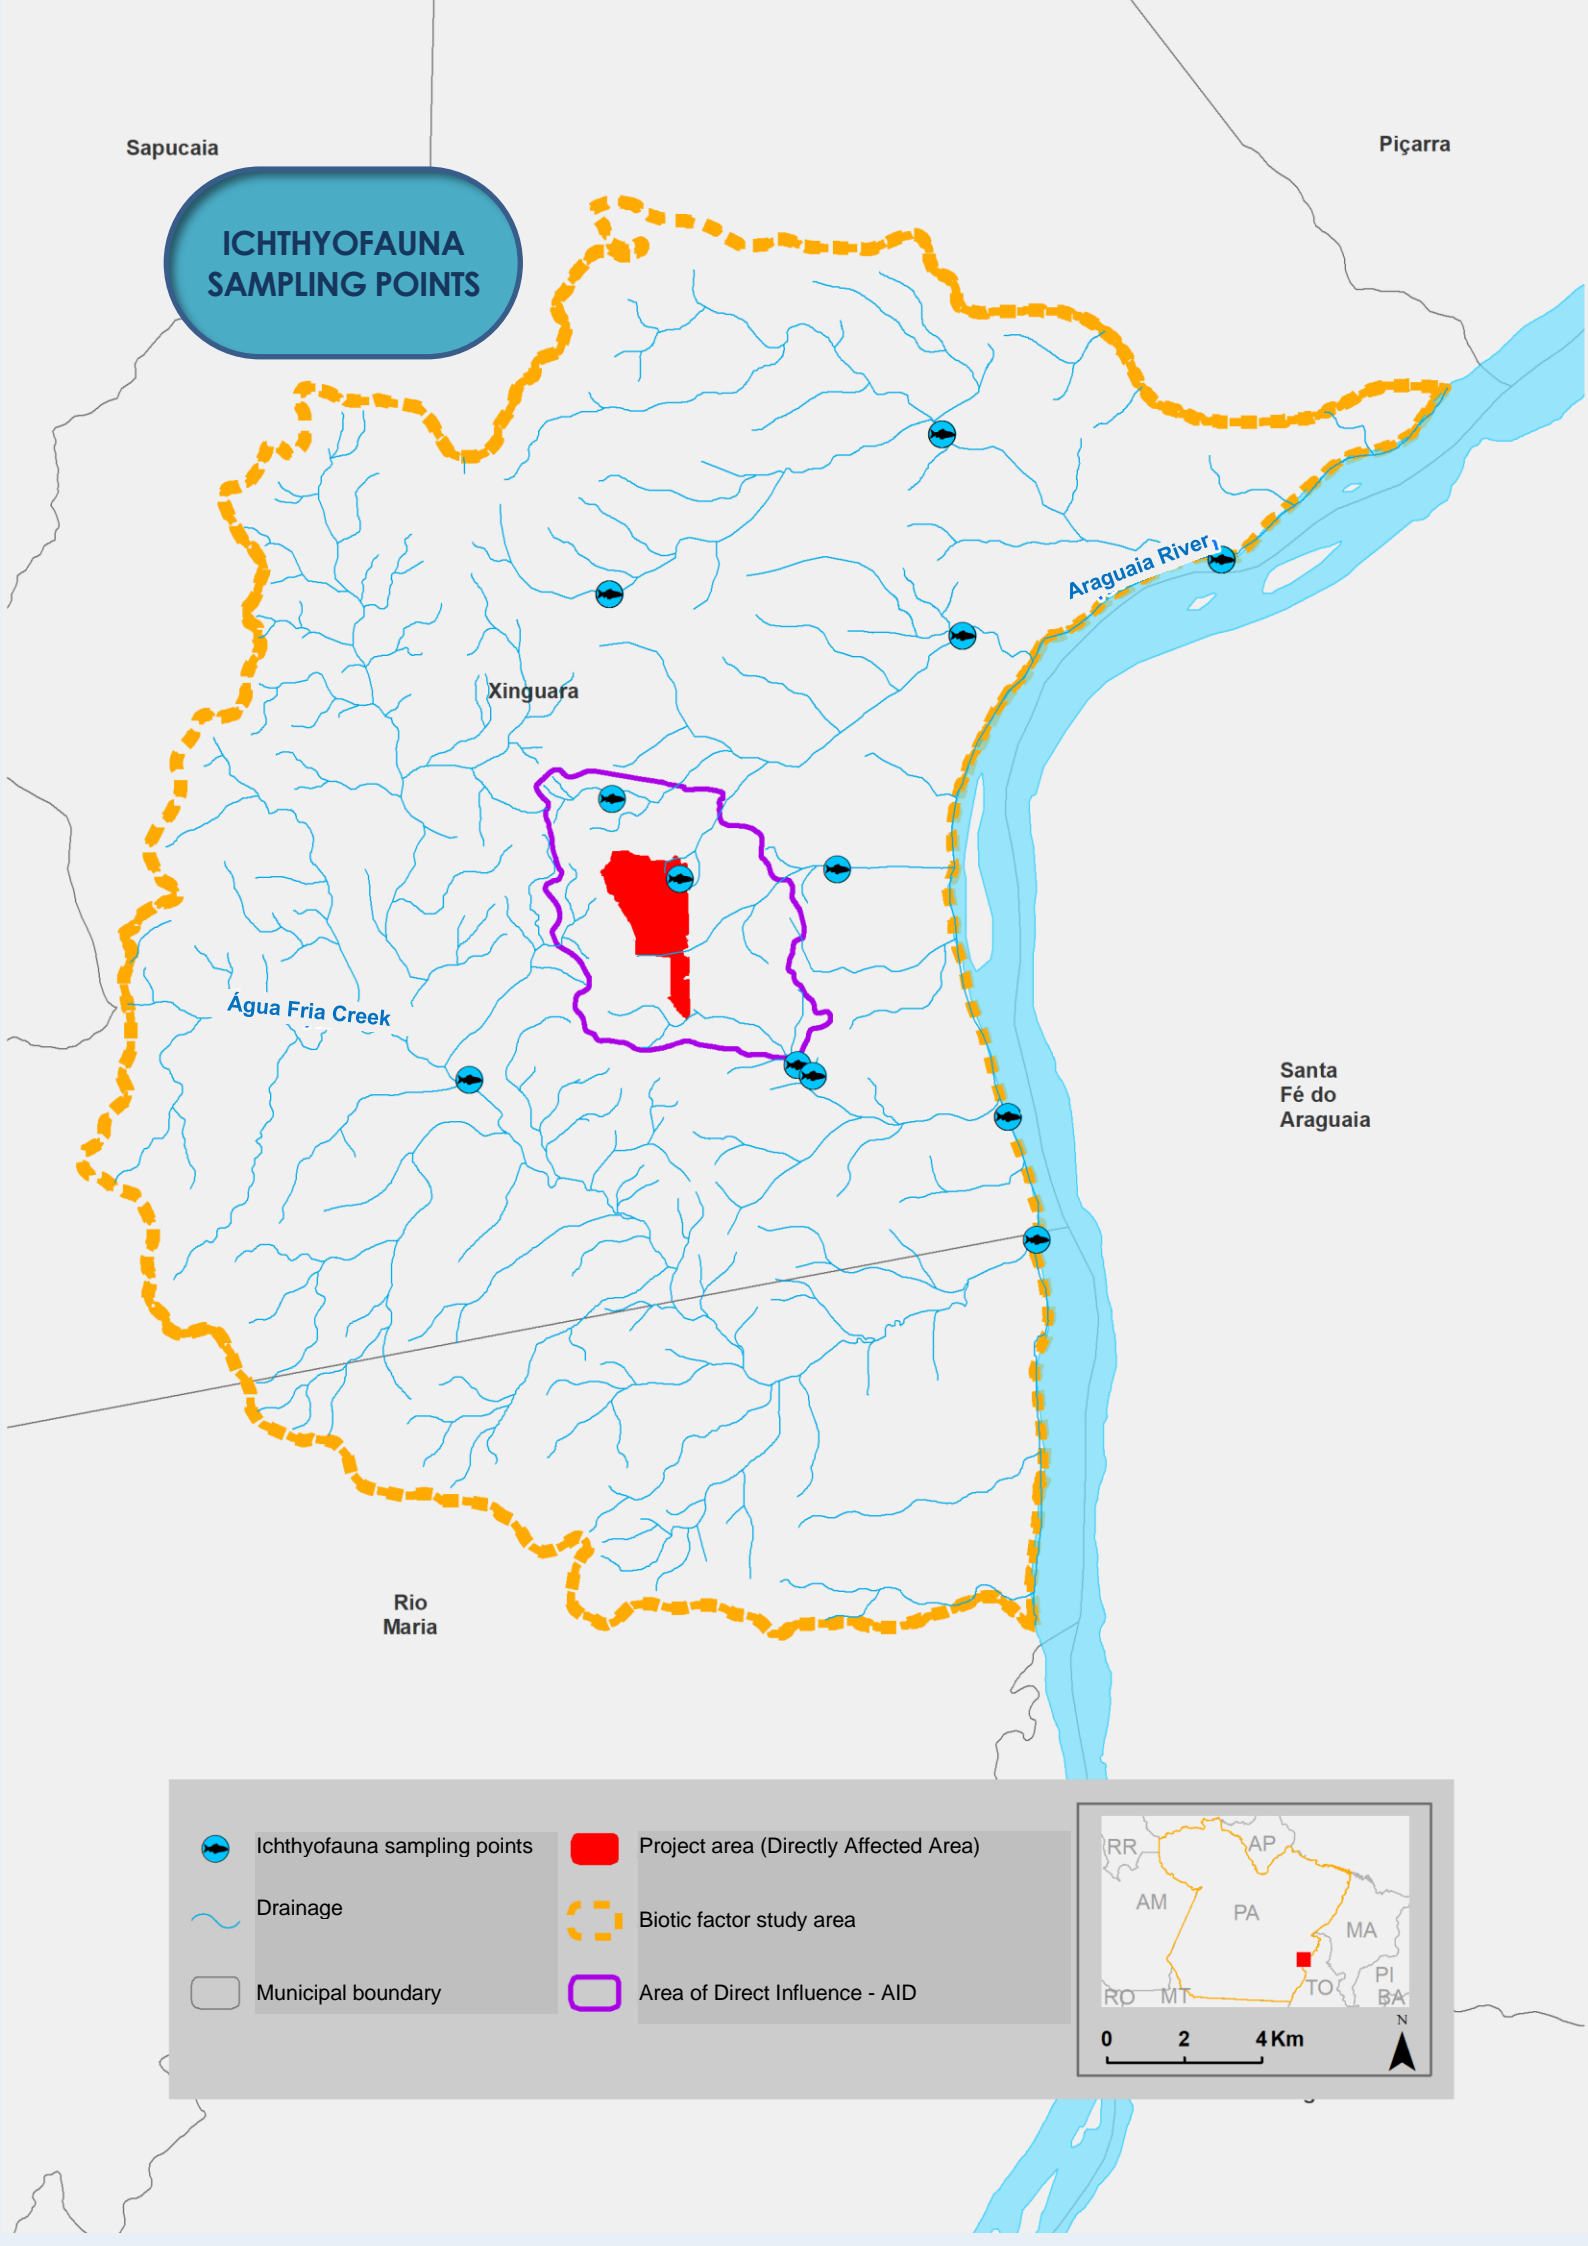 Sapucaia
Piçarra
ICHTHYOFAUNA
SAMPLING POINTS
Araguaia River
Xinguara
Água Fria Creek
Santa
Fé do
Araguaia
Rio
Maria
Ichthyofauna sampling points
Drainage
Municipal boundary
Project area (Directly Affected Area)
Biotic factor study area
Area of Direct Influence - AID
RR
AP
AM
PA
MA
PI
TO
RO
MT
BA
N
0 2 4 Km